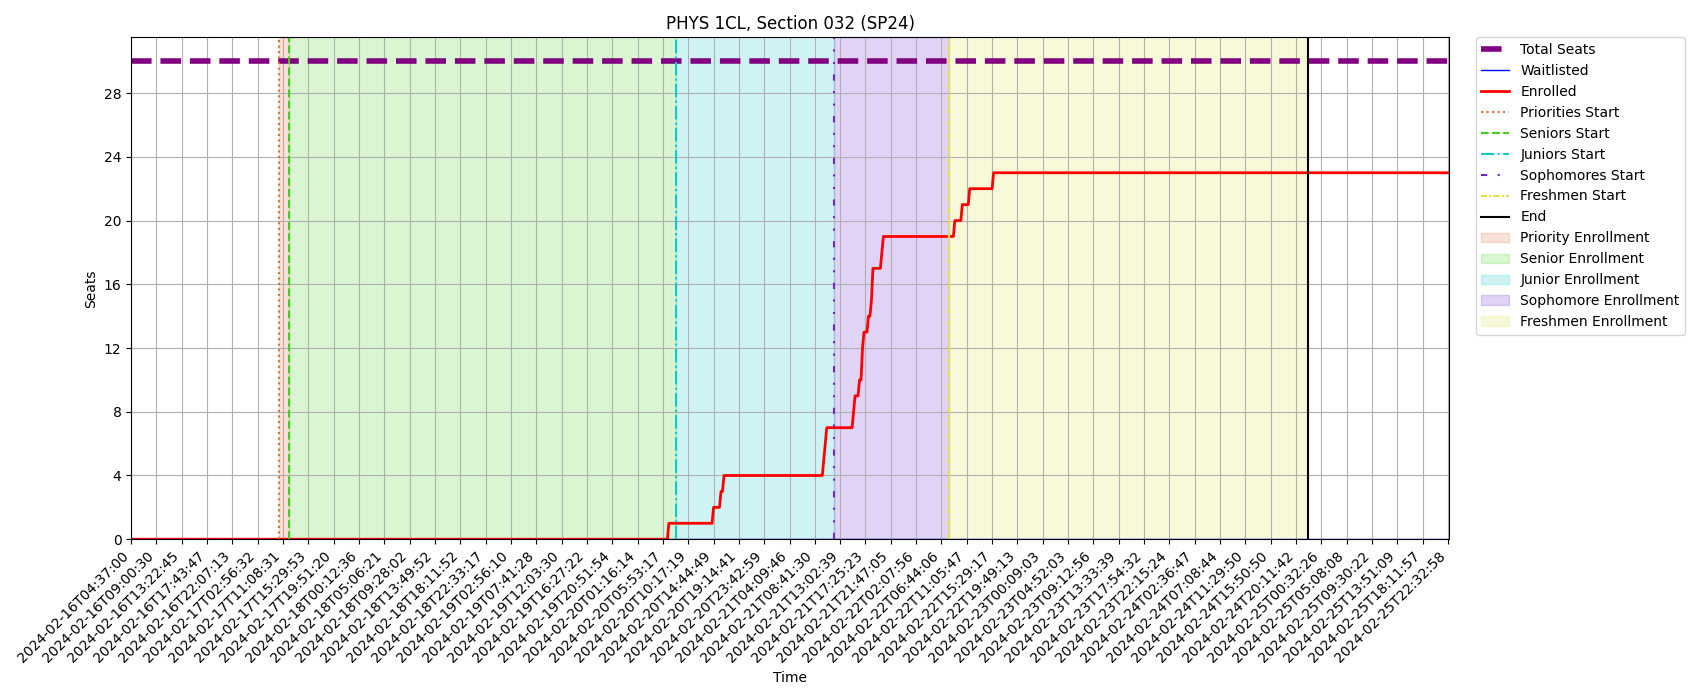 PHYS 1CL, Section 032 (SP24)
Total Seats
Waitlisted
Enrolled
Priorities Start
Seniors Start
Juniors Start
Sophomores Start
Freshmen Start
End
Priority Enrollment
Senior Enrollment
Junior Enrollment
Sophomore Enrollment
Freshmen Enrollment
Seats
28
24
20
16
12
8
4
0
2024-02-16T04:37:00
2024-02-16T09:00:30
2024-02-16T13:22:45
2024-02-16T17:43:47
2024-02-16T22:07:13
2024-02-17T02:56:32
2024-02-17T11:08:31
2024-02-17T15:29:53
2024-02-17T19:51:20
2024-02-18T00:12:36
2024-02-18T05:06:21
2024-02-18T09:28:02
2024-02-18T13:49:52
2024-02-18T18:11:52
2024-02-18T22:33:17
2024-02-19T02:56:10
2024-02-19T07:41:28
2024-02-19T12:03:30
2024-02-19T16:27:22
2024-02-19T20:51:54
2024-02-20T01:16:14
2024-02-20T05:53:17
2024-02-20T10:17:19
2024-02-20T14:44:49
2024-02-20T19:14:41
2024-02-20T23:42:59
2024-02-21T04:09:46
2024-02-21T08:41:30
2024-02-21T13:02:39
2024-02-21T17:25:23
2024-02-21T21:47:05
2024-02-22T02:07:56
2024-02-22T06:44:06
2024-02-22T11:05:47
2024-02-22T15:29:17
2024-02-22T19:49:13
2024-02-23T00:09:03
2024-02-23T04:52:03
2024-02-23T09:12:56
2024-02-23T13:33:39
2024-02-23T17:54:32
2024-02-23T22:15:24
2024-02-24T02:36:47
2024-02-24T07:08:44
2024-02-24T11:29:50
2024-02-24T15:50:50
2024-02-24T20:11:42
2024-02-25T00:32:26
2024-02-25T05:08:08
2024-02-25T09:30:22
2024-02-25T13:51:09
2024-02-25T18:11:57
2024-02-25T22:32:58
Time